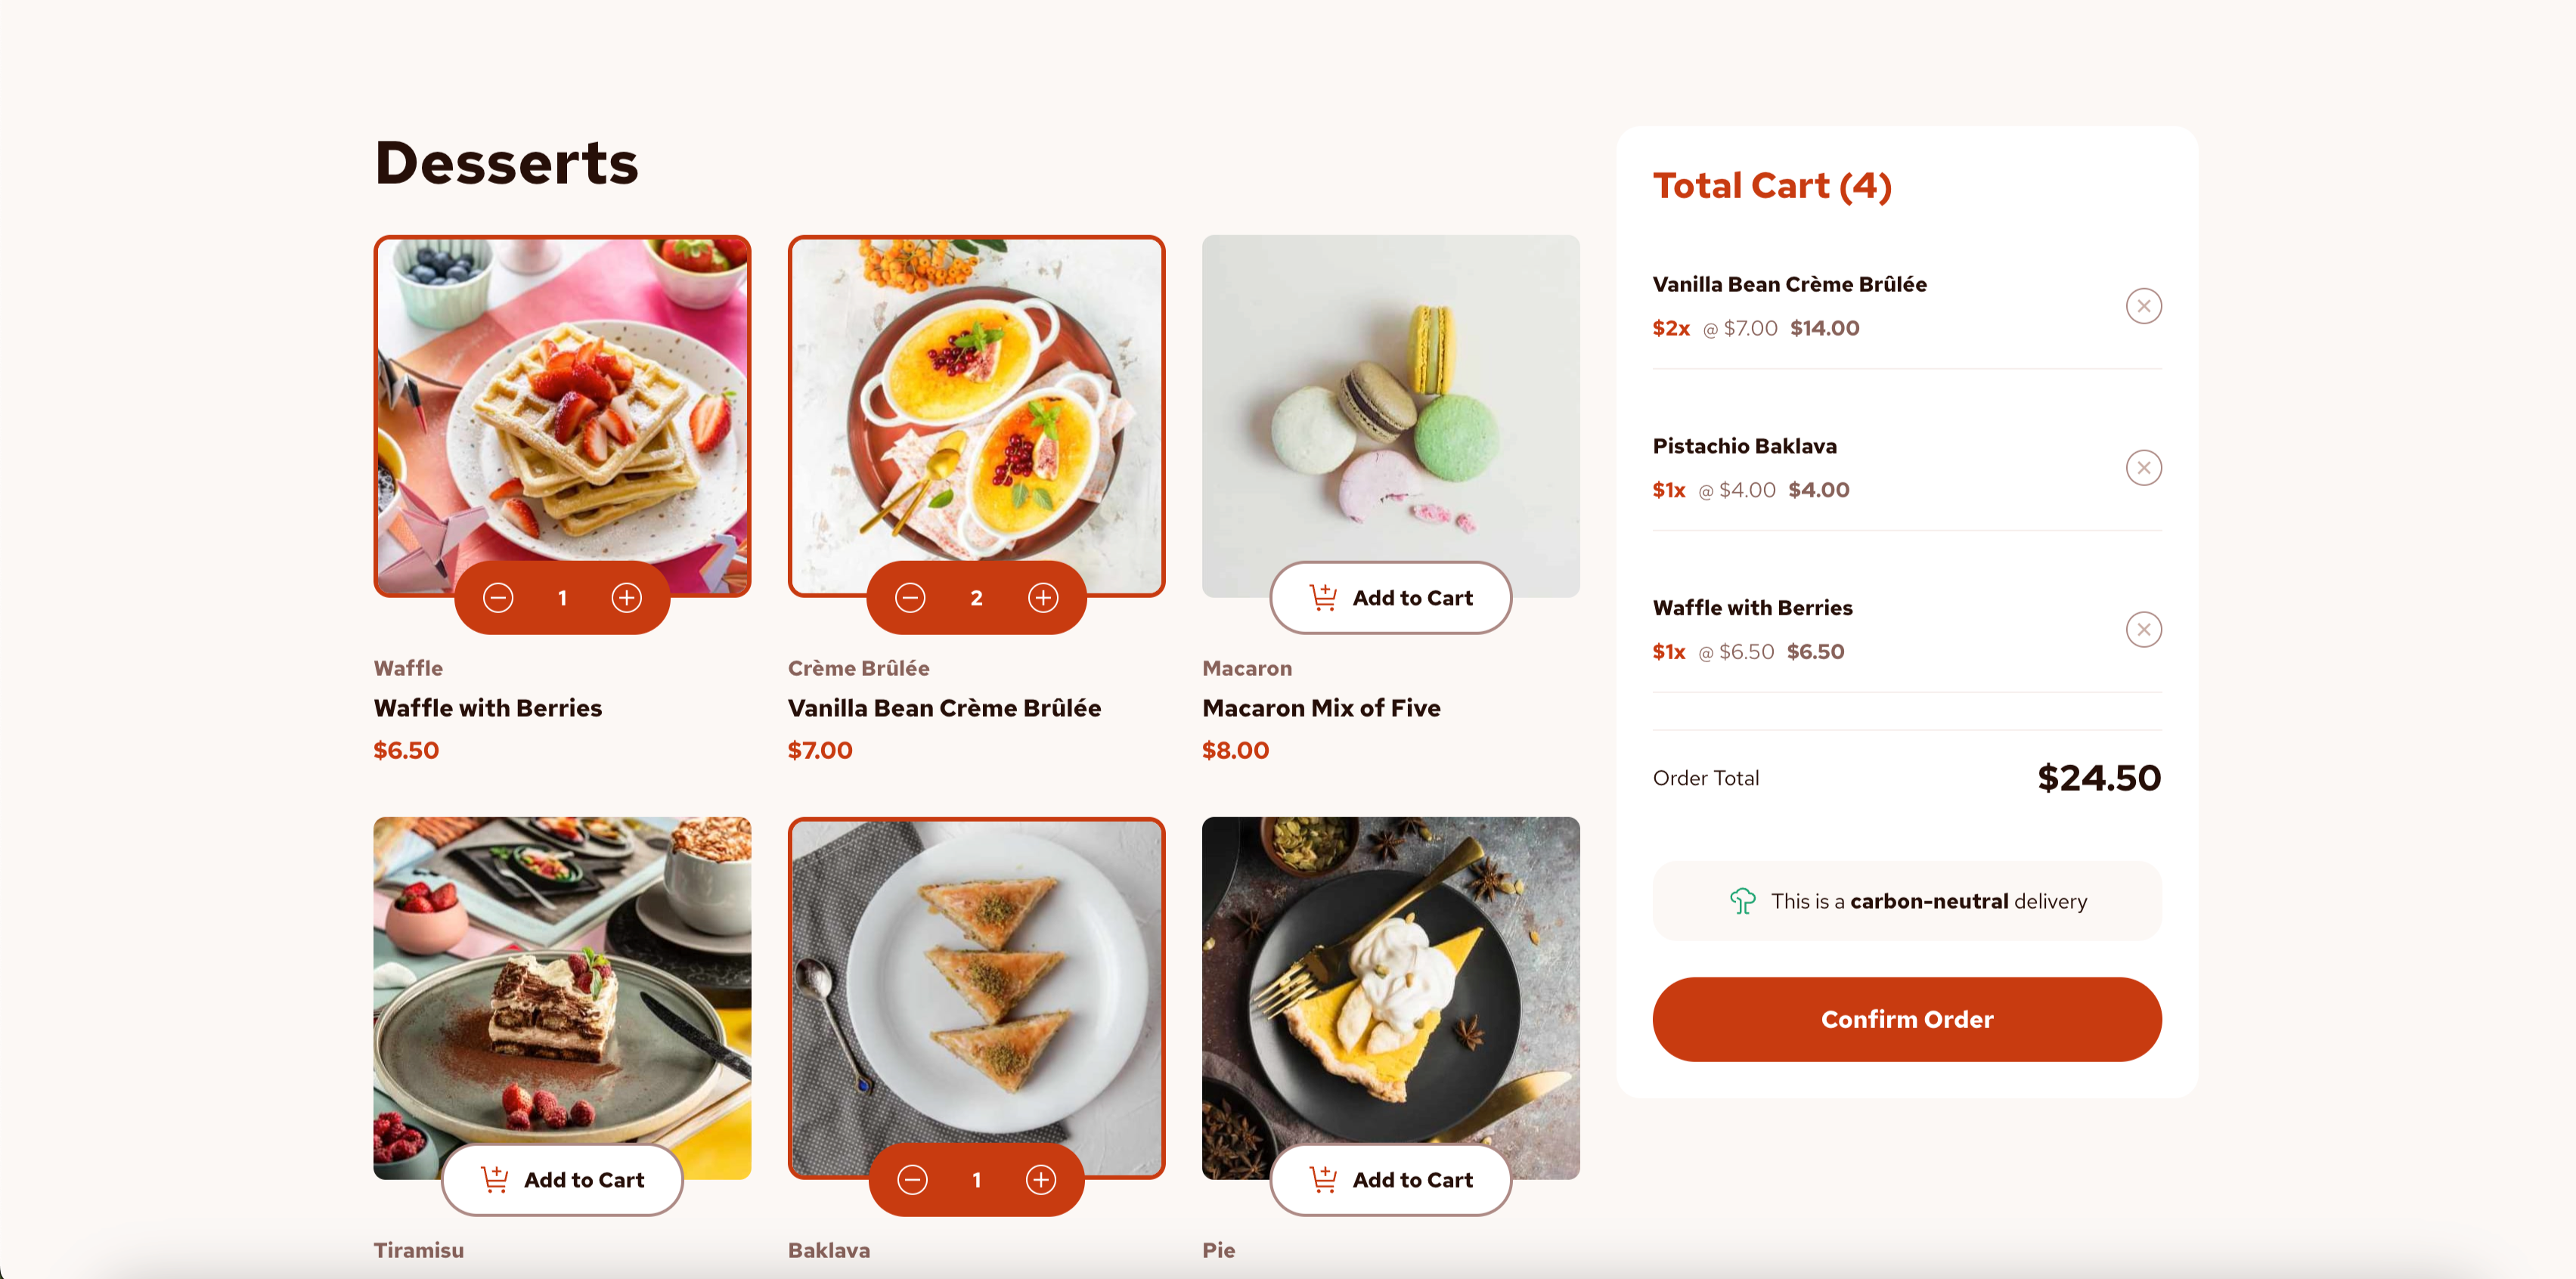 Desserts
1
Waffle
Waffle with Berries
$6.50
2
Crème Brûlée
Vanilla Bean Crème Brûlée
$7.00
Add to Cart
Macaron
Macaron Mix of Five
$8.00
Add to Cart
Tiramisu
1
Baklava
Add to Cart
Pie
Total Cart (4)
Vanilla Bean Crème Brûlée
$2x @ $7.00 $14.00
Pistachio Baklava
$1x @ $4.00 $4.00
Waffle with Berries
$1x @ $6.50 $6.50
Order Total $24.50
This is a carbon-neutral delivery
Confirm Order